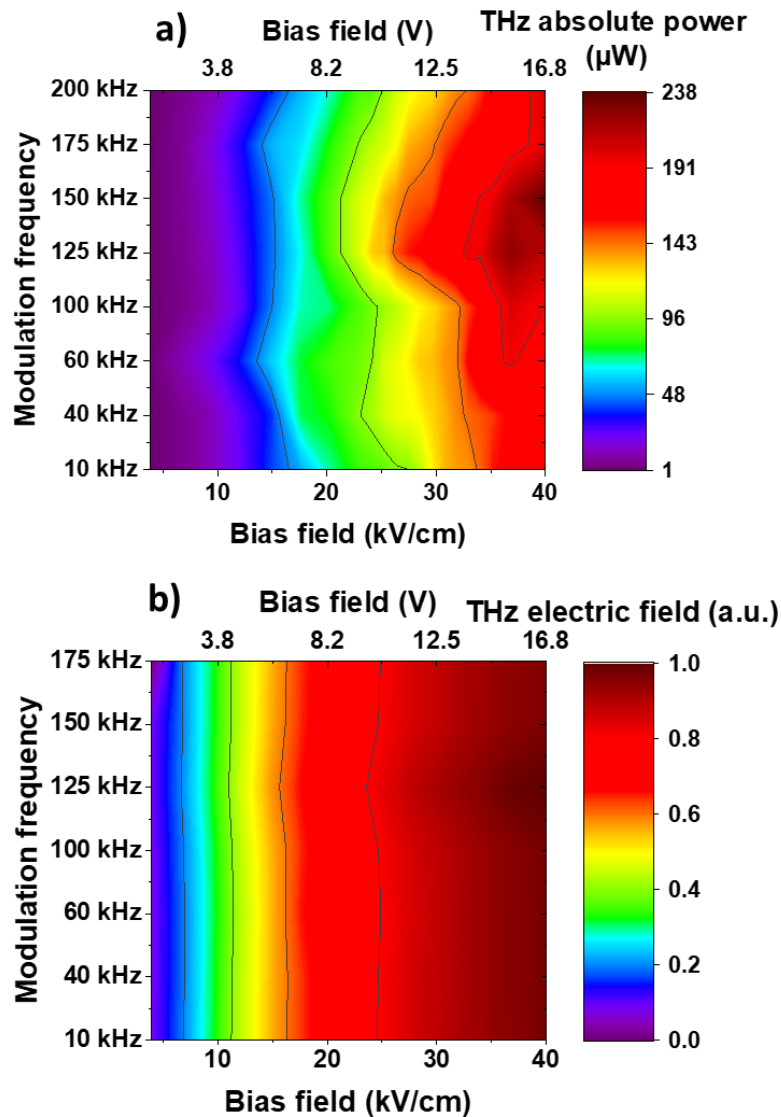 a)
Bias field (V)
THz absolute power
(μW)
3.8 8.2 12.5 16.8
200 kHz
175 kHz
150 kHz
125 kHz
100 kHz
60 kHz
40 kHz
10 kHz
Modulation frequency
10 20 30 40
Bias field (kV/cm)
238
191
143
96
48
1
b)
Bias field (V)
THz electric field (a.u.)
3.8 8.2 12.5 16.8
175 kHz
150 kHz
125 kHz
100 kHz
60 kHz
40 kHz
10 kHz
Modulation frequency
10 20 30 40
Bias field (kV/cm)
1.0
0.8
0.6
0.4
0.2
0.0